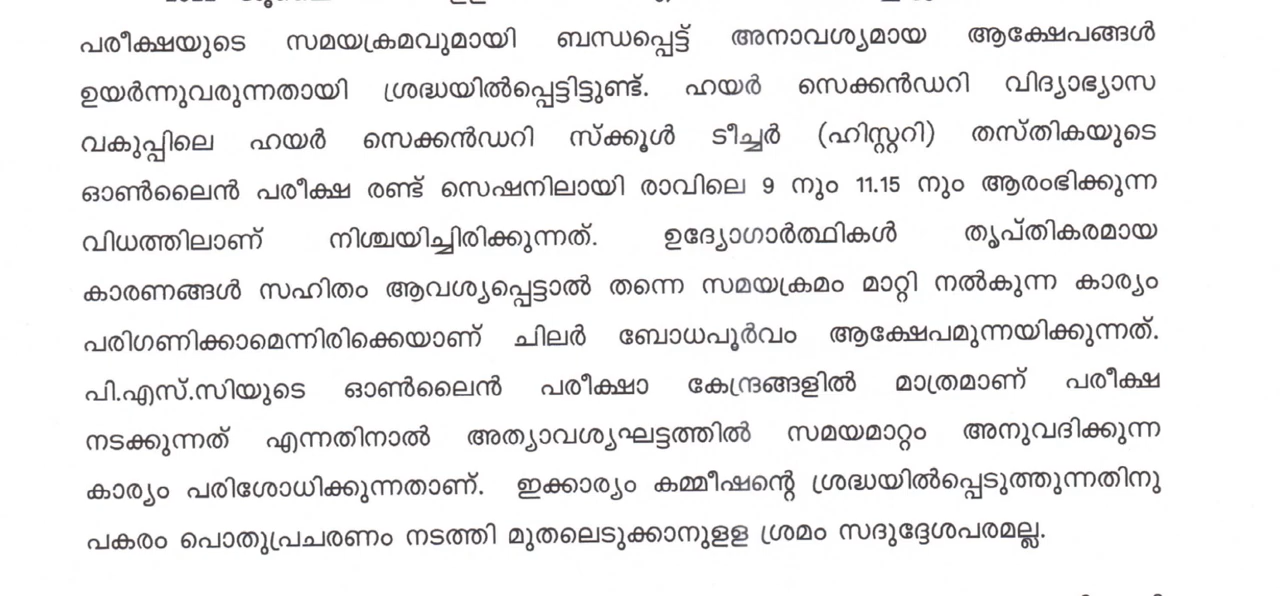 പരീക്ഷയുടെ സമയക്രമവുമായി ബന്ധപ്പെട്ട് അനാവശ്യമായ ആക്ഷേപങ്ങൾ
ഉയർന്നുവരുന്നതായി ശ്രദ്ധയിൽപ്പെട്ടിട്ടുണ്ട്. ഹയർ സെക്കൻഡറി വിദ്യാഭ്യാസ
വകുപ്പിലെ ഹയർ സെക്കൻഡറി സ്ക്കൂൾ ടീച്ചർ (ഹിസ്റ്ററി) തസ്തികയുടെ
ഓൺലൈൻ പരീക്ഷ രണ്ട് സെഷനിലായി രാവിലെ 9 നും 11.15 നും ആരംഭിക്കുന്ന
വിധത്തിലാണ് നിശ്ചയിച്ചിരിക്കുന്നത്. ഉദ്യോഗാർത്ഥികൾ തൃപ്തികരമായ
കാരണങ്ങൾ സഹിതം ആവശ്യപ്പെട്ടാൽ തന്നെ സമയക്രമം മാറ്റി നൽകുന്ന കാര്യം
പരിഗണിക്കാമെന്നിരിക്കെയാണ് ചിലർ ബോധപൂർവം ആക്ഷേപമുന്നയിക്കുന്നത്.
പി.എസ്.സിയുടെ ഓൺലൈൻ പരീക്ഷാ കേന്ദ്രങ്ങളിൽ മാത്രമാണ് പരീക്ഷ
നടക്കുന്നത് എന്നതിനാൽ അത്യാവശ്യഘട്ടത്തിൽ സമയമാറ്റം അനുവദിക്കുന്ന
കാര്യം പരിശോധിക്കുന്നതാണ്. ഇക്കാര്യം കമ്മീഷന്റെ ശ്രദ്ധയിൽപ്പെടുത്തുന്നതിനു
പകരം പൊതുപ്രചരണം നടത്തി മുതലെടുക്കാനുളള ശ്രമം സദുദ്ദേശപരമല്ല.